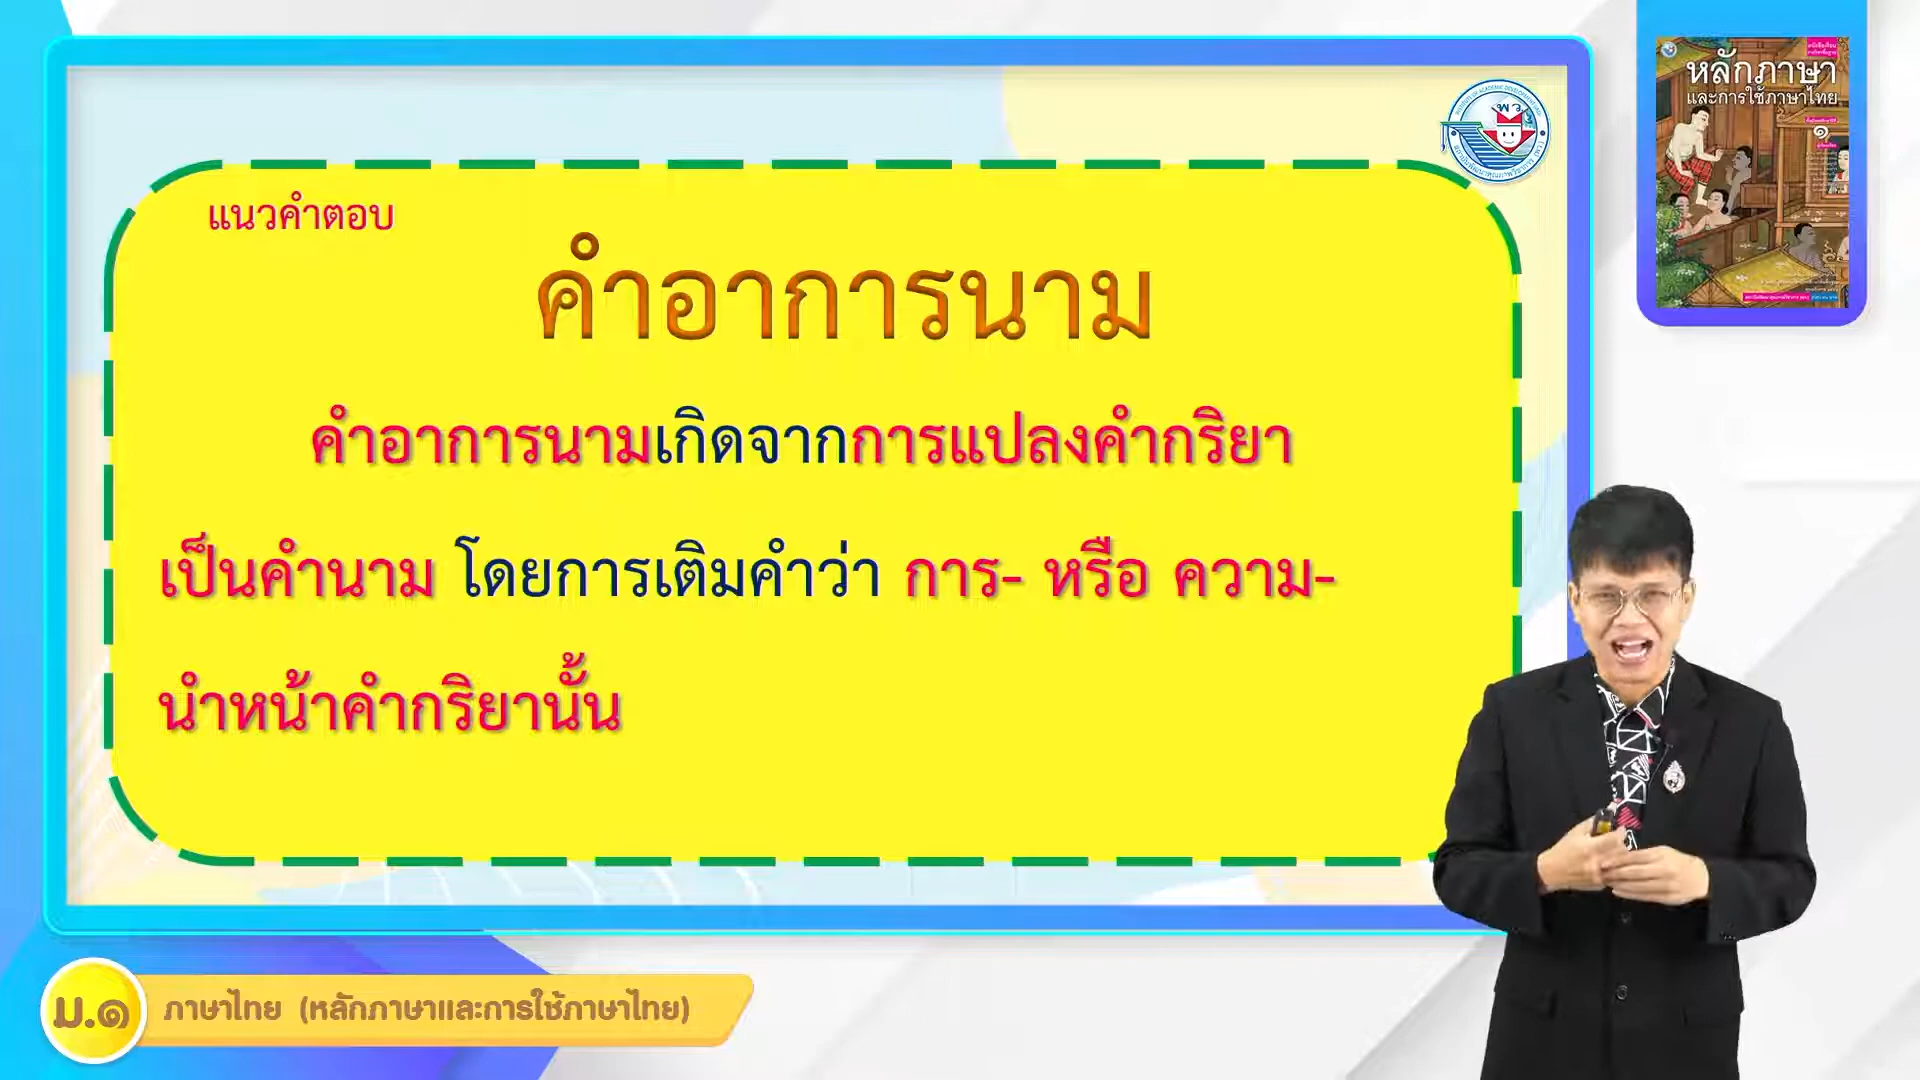 แนวคำตอบ
คำอาการนาม
คำอาการนามเกิดจากการแปลงคำกริยา
เป็นคำนาม โดยการเติมคำว่า การ- หรือ ความ-
นำหน้าคำกริยานั้น
หลักภาษา
และการใช้ภาษาไทย
๑
พว
ม.๑ ภาษาไทย (หลักภาษาและการใช้ภาษาไทย)